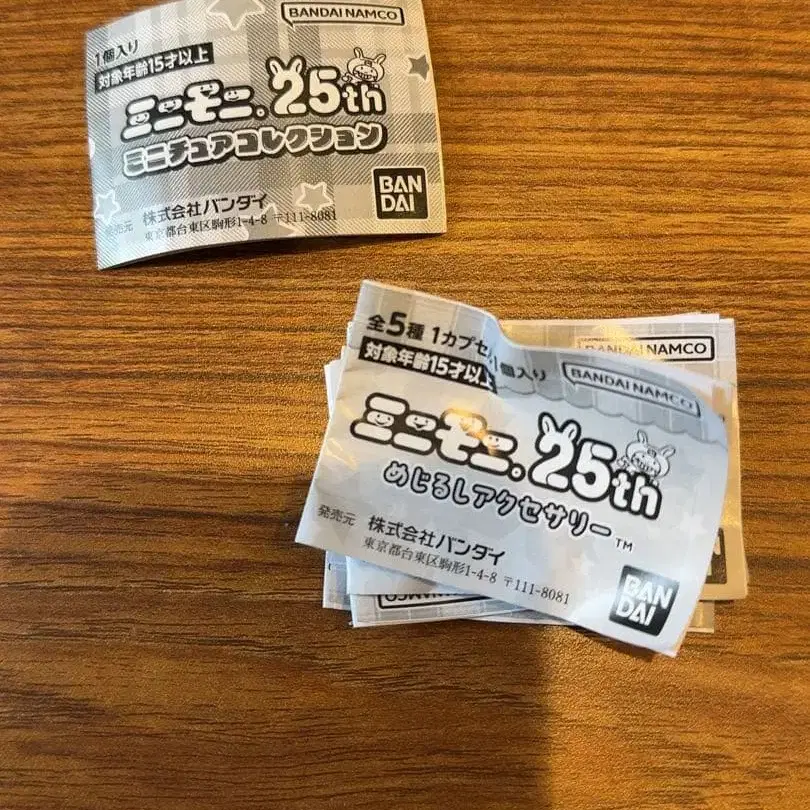 BANDAI NAMCO
1個入り
対象年齢15才以上
ミニモニ。25th
ミニチュアコレクション
BAN
DAI
発売元 株式会社バンダイ
東京都台東区駒形1-4-8 〒111-8081
BANDAI NAMCO
全5種 1カプセ
1個入り
対象年齢15才以上
BANDAI NAMCO
ミニモニ。25th
めじるしアクセサリー™
発売元 株式会社バンダイ
東京都台東区駒形1-4-8 〒111-8081
BAN
DAI